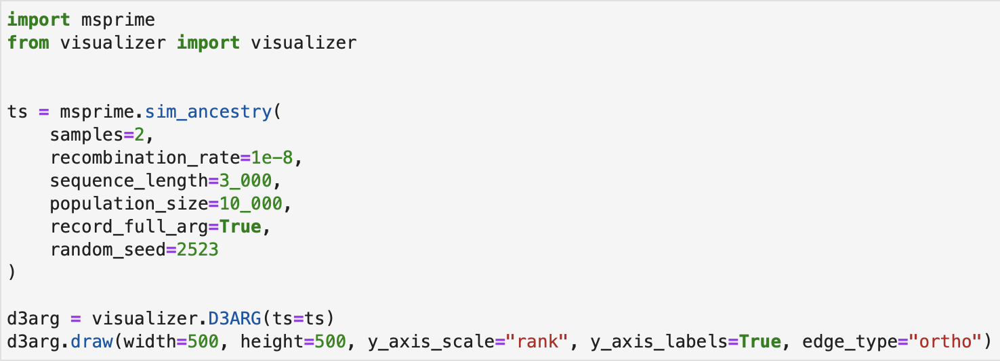 import msprime
from visualizer import visualizer
ts = msprime.sim_ancestry(
    samples=2,
    recombination_rate=1e-8,
    sequence_length=3_000,
    population_size=10_000,
    record_full_arg=True,
    random_seed=2523
)
d3arg = visualizer.D3ARG(ts=ts)
d3arg.draw(width=500, height=500, y_axis_scale="rank", y_axis_labels=True, edge_type="ortho")